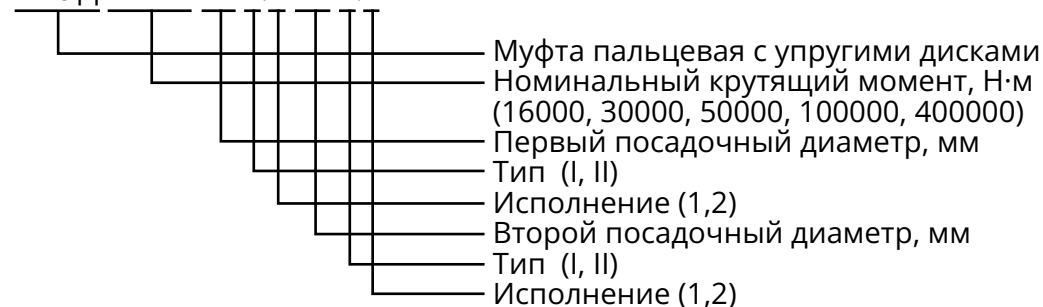 Муфта пальцевая с упругими дисками
Номинальный крутящий момент, Н·м
(16000, 30000, 50000, 100000, 400000)
Первый посадочный диаметр, мм
Тип  (I, II)
Исполнение (1,2)
Второй посадочный диаметр, мм
Тип  (I, II)
Исполнение (1,2)